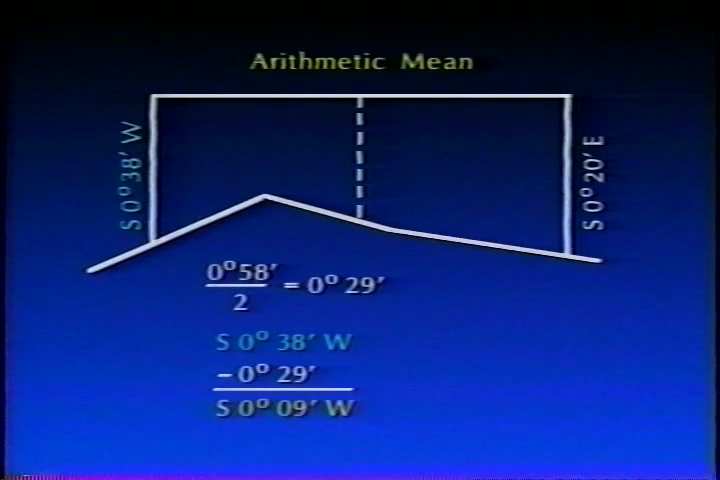 Arithmetic Mean
S 0° 38′ W
S 0° 20′ E
0° 58′
2
= 0° 29′
S 0° 38′ W
– 0° 29′
S 0° 09′ W